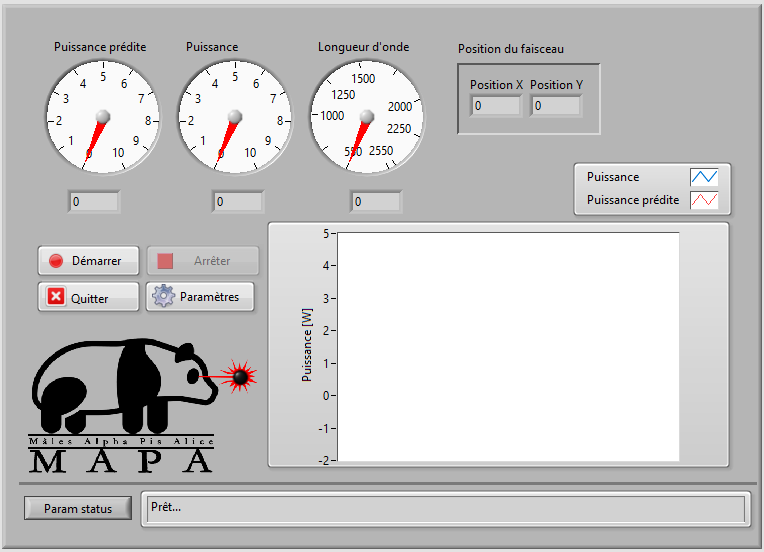 Puissance prédite
Puissance
Longueur d'onde
Position du faisceau
1 2 3 4 5 6 7 8 9 10 0
1 2 3 4 5 6 7 8 9 10 0
550 1000 1250 1500 2000 2250 2550
Position X
Position Y
0
0
0
0
0
Puissance
Puissance prédite
Démarrer
Arrêter
Quitter
Paramètres
Puissance [W]
5
4
3
2
1
0
-1
-2
Mâles Alpha Pis Alice
MAPA
Param status
Prêt...